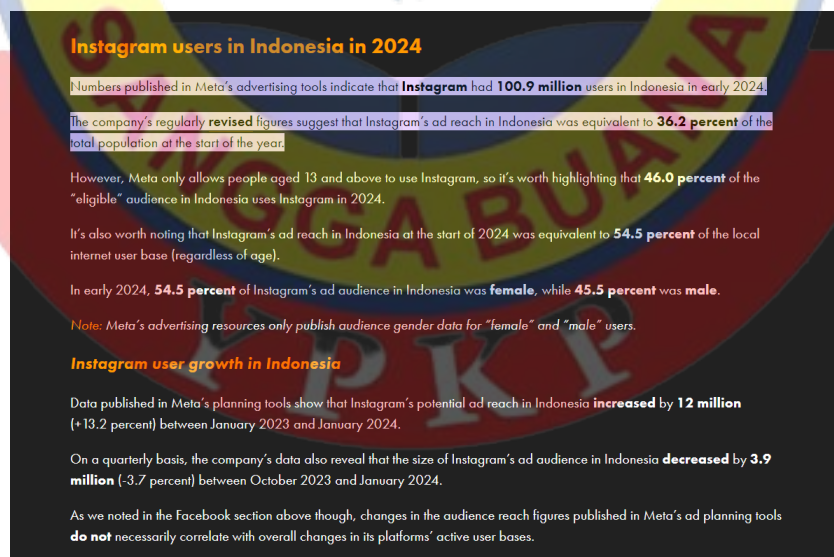 Instagram users in Indonesia in 2024
Numbers published in Meta's advertising tools indicate that Instagram had 100.9 million users in Indonesia in early 2024.
The company's regularly revised figures suggest that Instagram's ad reach in Indonesia was equivalent to 36.2 percent of the
total population at the start of the year.
However, Meta only allows people aged 13 and above to use Instagram, so it's worth highlighting that 46.0 percent of the
“eligible” audience in Indonesia uses Instagram in 2024.
It's also worth noting that Instagram's ad reach in Indonesia at the start of 2024 was equivalent to 54.5 percent of the local
internet user base (regardless of age).
In early 2024, 54.5 percent of Instagram's ad audience in Indonesia was female, while 45.5 percent was male.
Note: Meta's advertising resources only publish audience gender data for “female” and “male” users.
Instagram user growth in Indonesia
Data published in Meta's planning tools show that Instagram's potential ad reach in Indonesia increased by 12 million
(+13.2 percent) between January 2023 and January 2024.
On a quarterly basis, the company's data also reveal that the size of Instagram's ad audience in Indonesia decreased by 3.9
million (-3.7 percent) between October 2023 and January 2024.
As we noted in the Facebook section above though, changes in the audience reach figures published in Meta's ad planning tools
do not necessarily correlate with overall changes in its platforms' active user bases.
SANGGA BUANA
YPKP